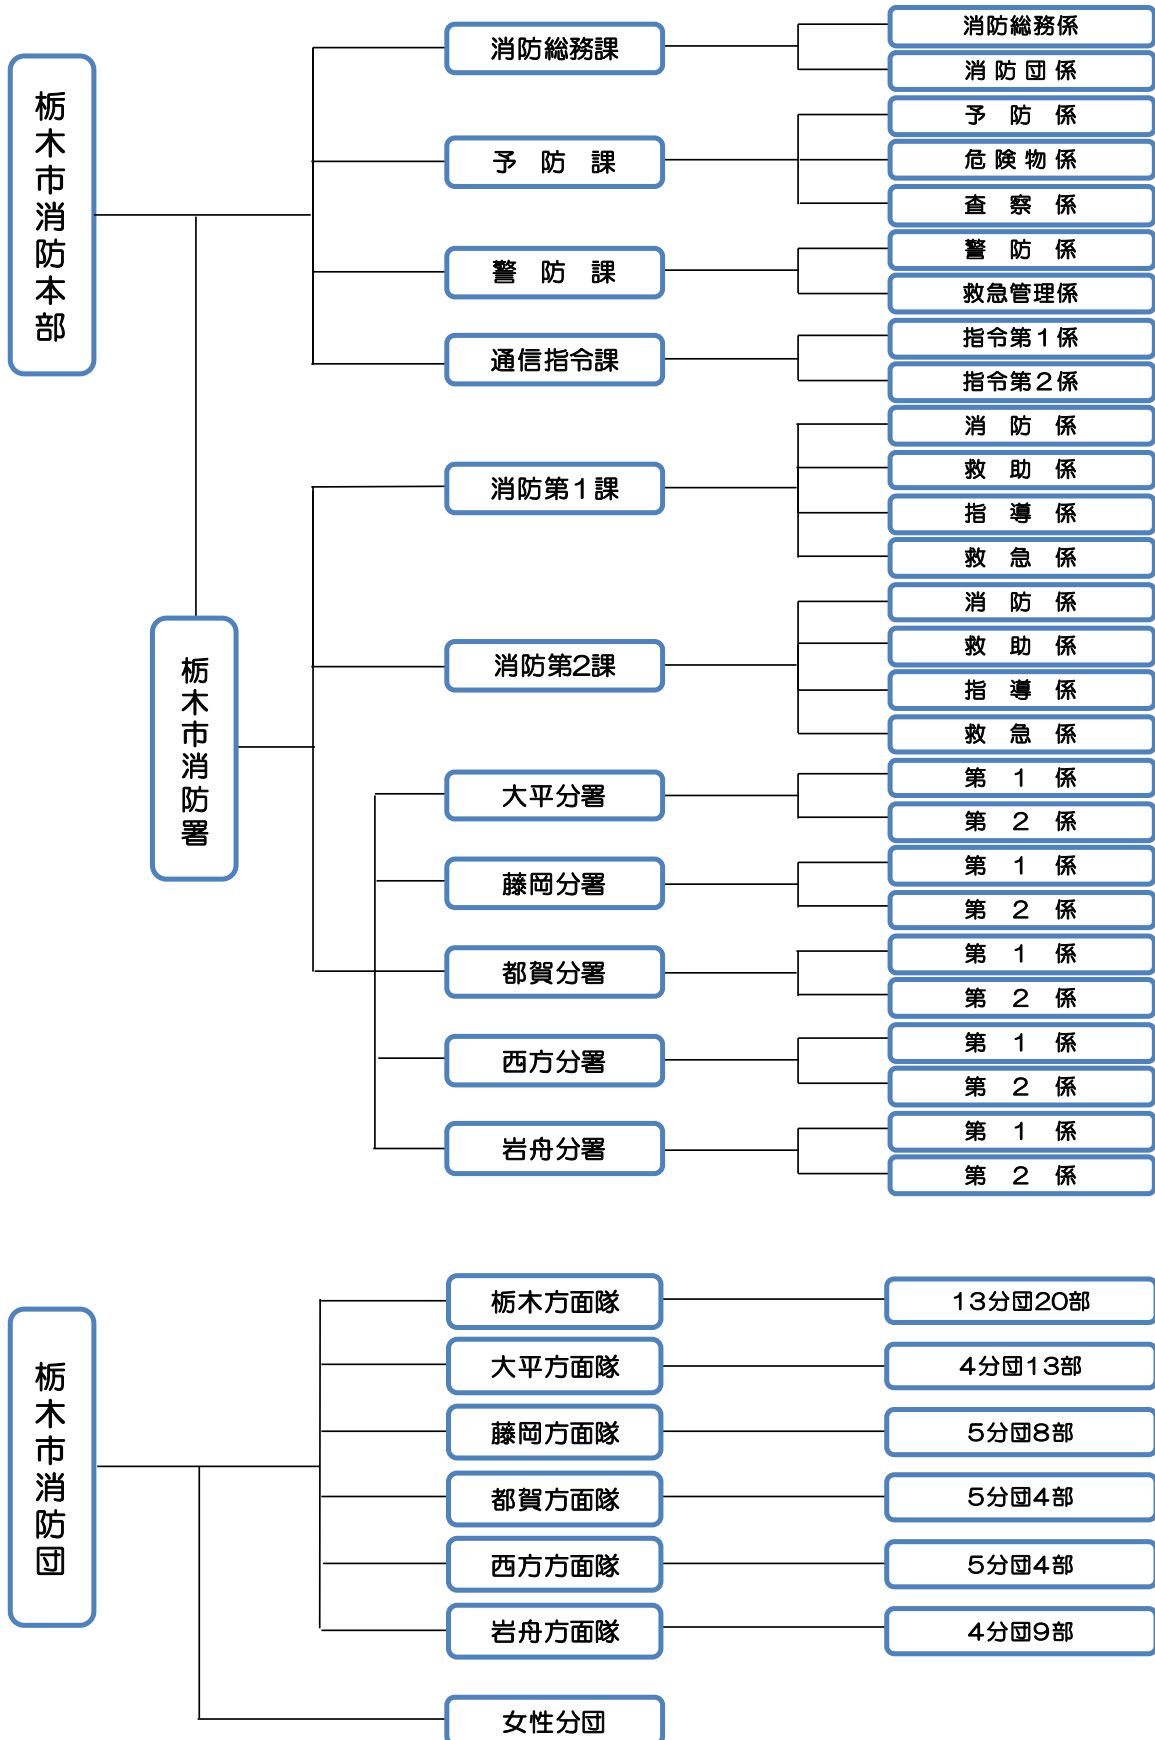 栃木市消防本部
消防総務課
消防総務係
消防団係
予　防　課
予　防　係
危険物係
査　察　係
警　防　課
警　防　係
救急管理係
通信指令課
指令第１係
指令第２係
栃木市消防署
消防第１課
消　防　係
救　助　係
指　導　係
救　急　係
消防第2課
消　防　係
救　助　係
指　導　係
救　急　係
大平分署
第　１　係
第　２　係
藤岡分署
第　１　係
第　２　係
都賀分署
第　１　係
第　２　係
西方分署
第　１　係
第　２　係
岩舟分署
第　１　係
第　２　係
栃木市消防団
栃木方面隊
13分団20部
大平方面隊
4分団13部
藤岡方面隊
5分団8部
都賀方面隊
5分団4部
西方方面隊
5分団4部
岩舟方面隊
4分団9部
女性分団